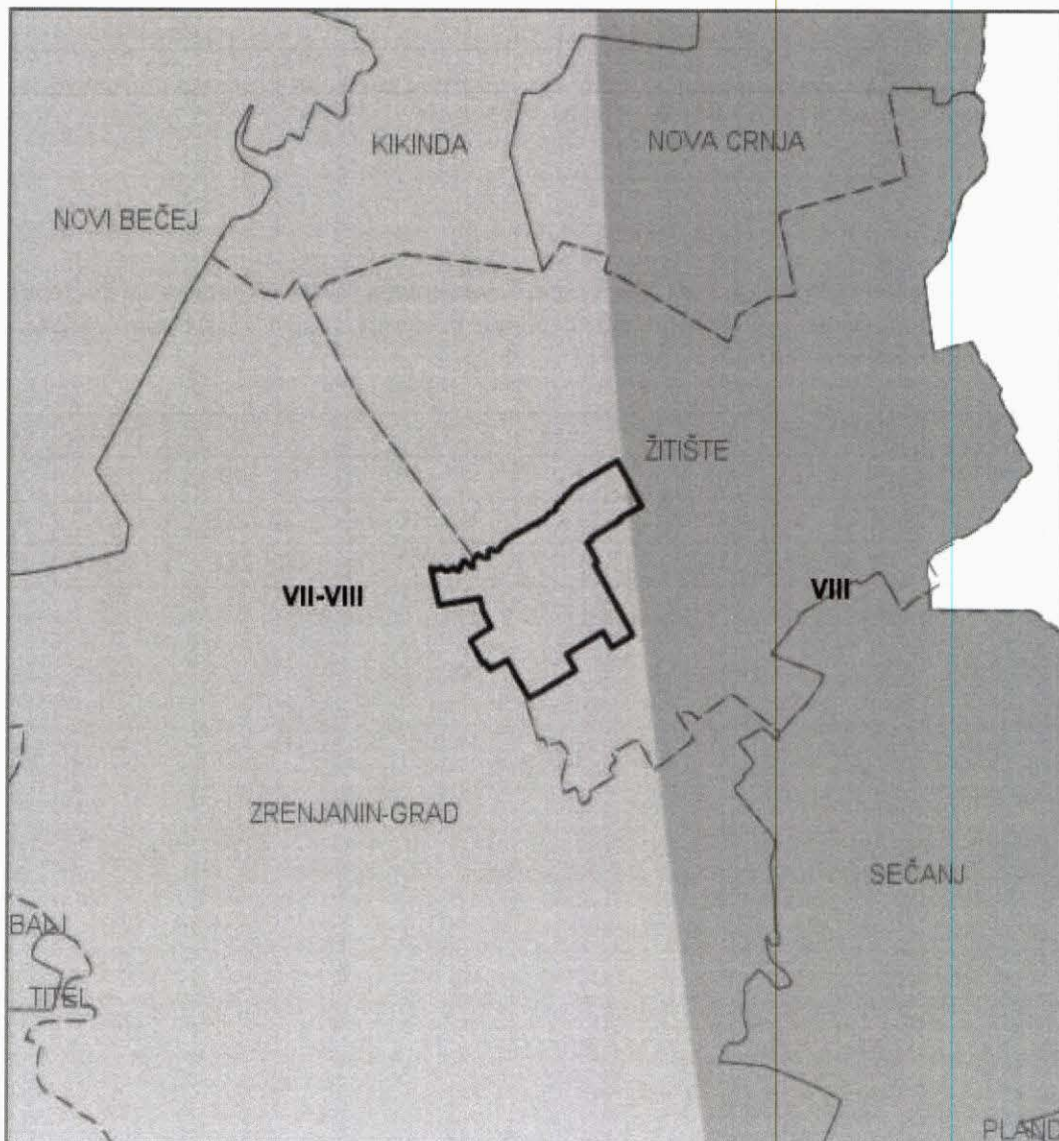 KIKINDA
NOVA CRNJA
NOVI BEČEJ
ŽITIŠTE
VII-VIII
VIII
ZRENJANIN-GRAD
SEČANJ
TITEL